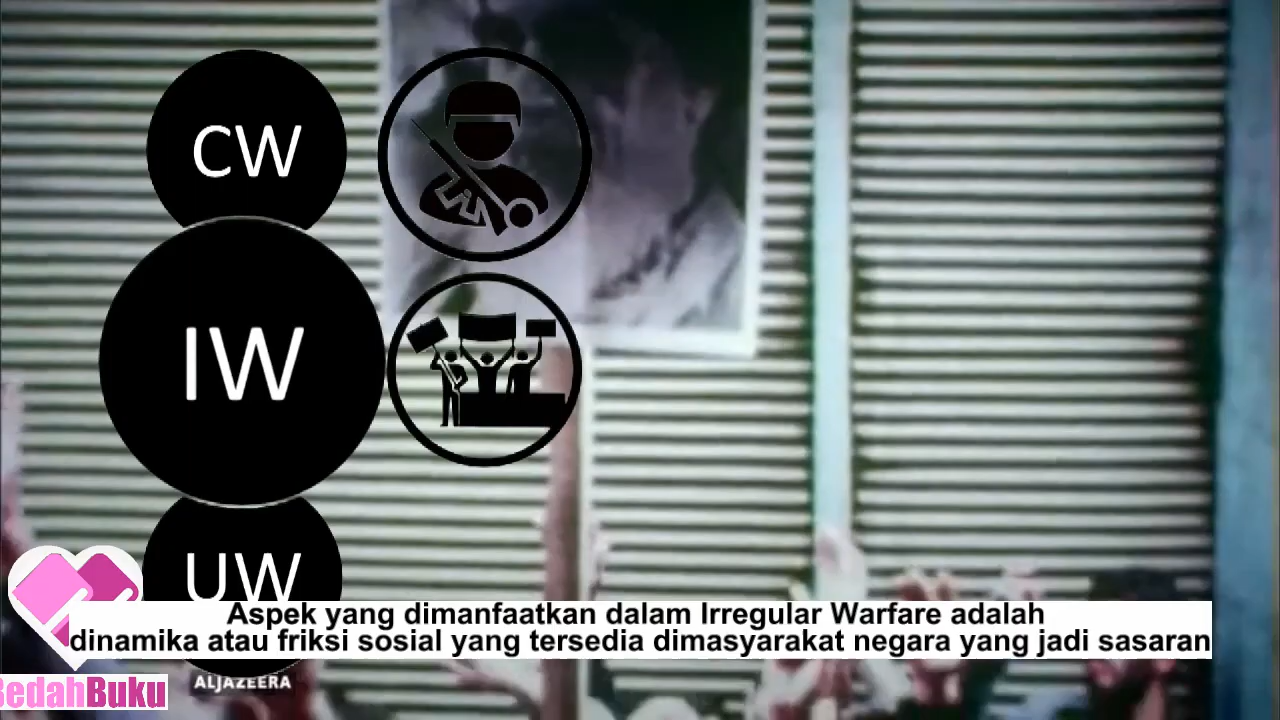 CW
IW
UW
Aspek yang dimanfaatkan dalam Irregular Warfare adalah
dinamika atau friksi sosial yang tersedia dimasyarakat negara yang jadi sasaran
ALJAZEERA
BedahBuku